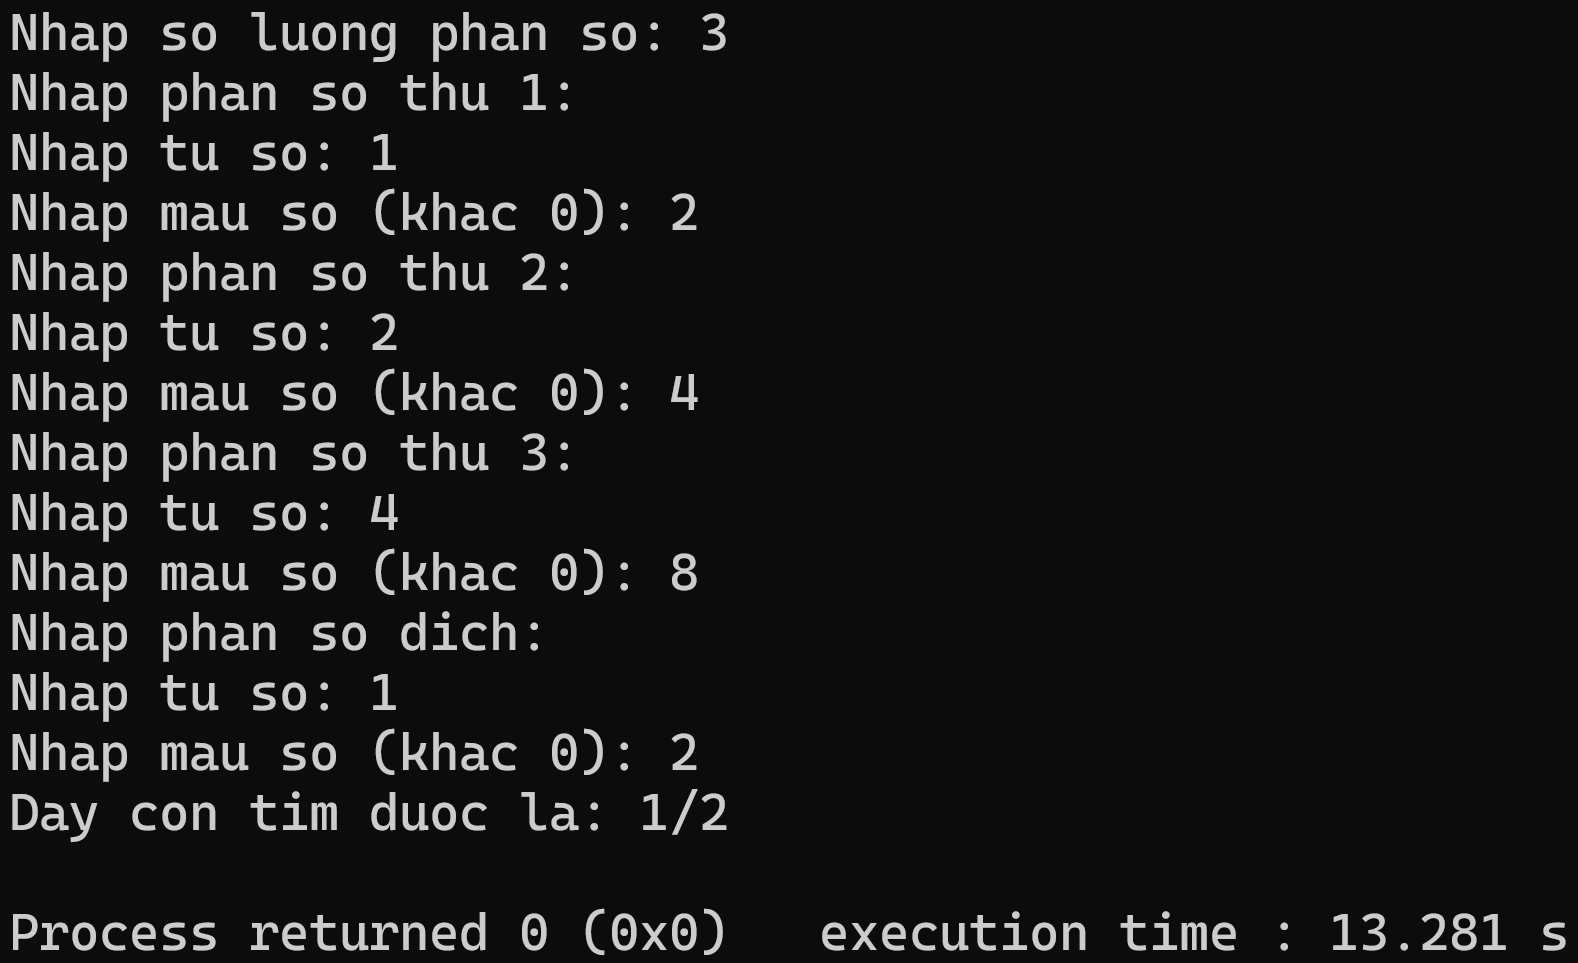 Nhap so luong phan so: 3
Nhap phan so thu 1:
Nhap tu so: 1
Nhap mau so (khac 0): 2
Nhap phan so thu 2:
Nhap tu so: 2
Nhap mau so (khac 0): 4
Nhap phan so thu 3:
Nhap tu so: 4
Nhap mau so (khac 0): 8
Nhap phan so dich:
Nhap tu so: 1
Nhap mau so (khac 0): 2
Day con tim duoc la: 1/2
Process returned 0 (0x0)   execution time : 13.281 s